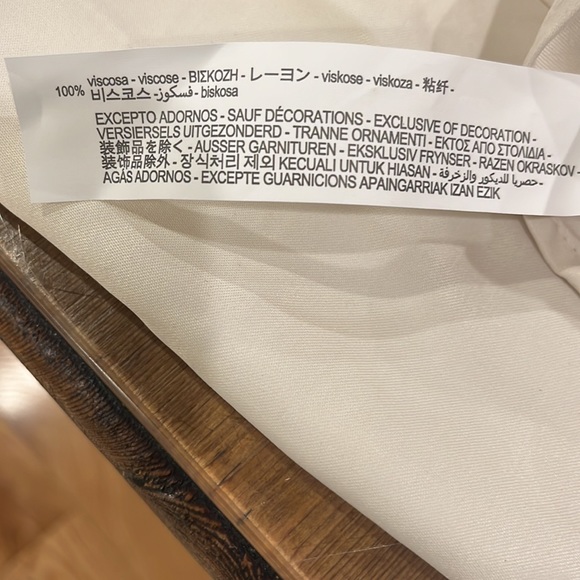 100% viscosa - viscose - ΒΙΣΚΟΖΗ - レーヨン - viskose - viskoza - 粘纤 -
비스코스 - فسكوز - biskosa
EXCEPTO ADORNOS - SAUF DÉCORATIONS - EXCLUSIVE OF DECORATION -
VERSIERSELS UITGEZONDERD - TRANNE ORNAMENTI - ΕΚΤΟΣ ΑΠΟ ΣΤΟΛΙΔΙΑ -
装飾品を除く - AUSSER GARNITUREN - EKSKLUSIV FRYNSER - RAZEN OKRASKOV -
装饰品除外 - 장식처리 제외 KECUALI UNTUK HIASAN - حصريا للديكور والزخرفة -
AGÁS ADORNOS - EXCEPTE GUARNICIONS APAINGARRIAK IZAN EZIK